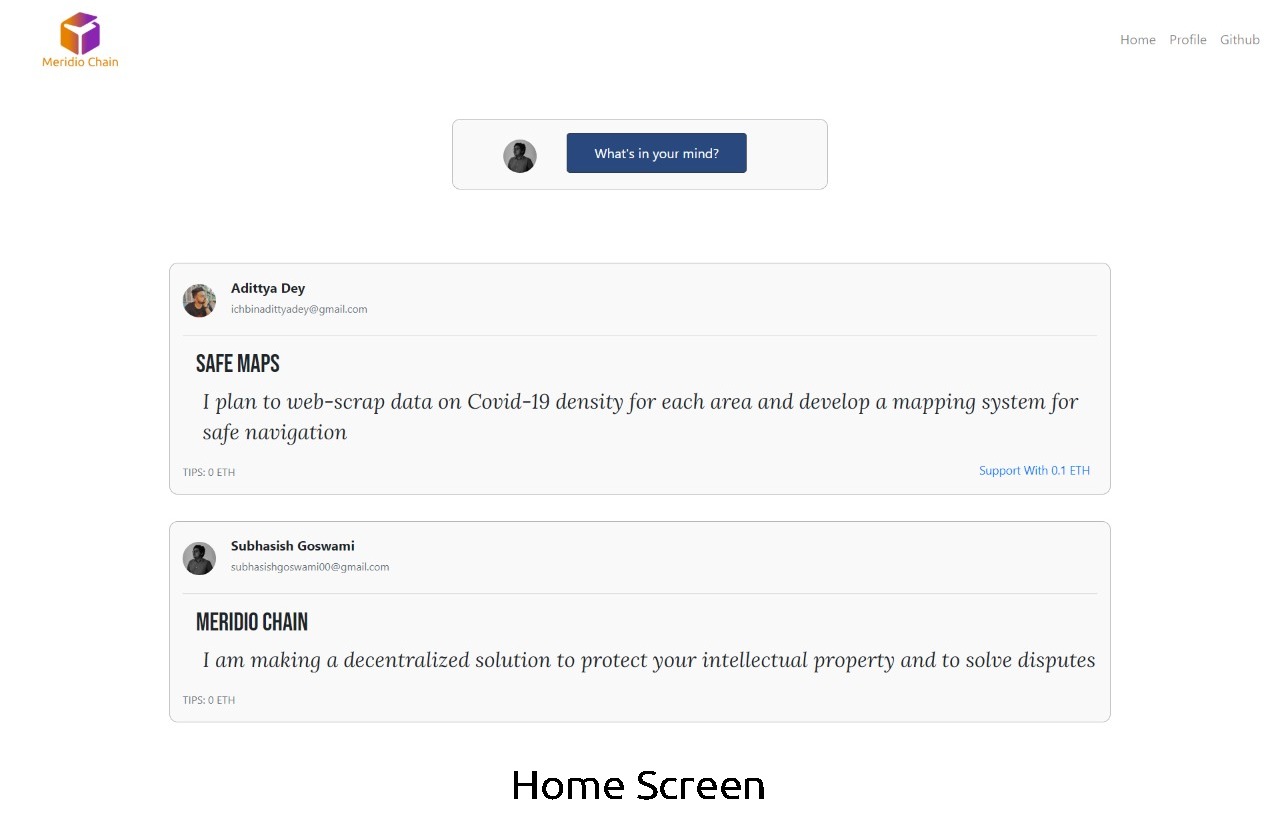 Meridio Chain
Home Profile Github
What's in your mind?
Adittya Dey
ichbinadittyadey@gmail.com
SAFE MAPS
I plan to web-scrap data on Covid-19 density for each area and develop a mapping system for
safe navigation
TIPS: 0 ETH
Support With 0.1 ETH
Subhasish Goswami
subhasishgoswami00@gmail.com
MERIDIO CHAIN
I am making a decentralized solution to protect your intellectual property and to solve disputes
TIPS: 0 ETH
Home Screen